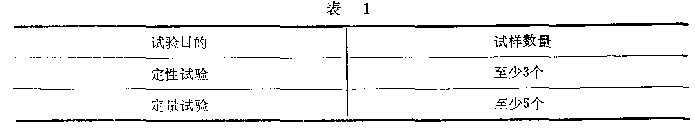 表 1
试验目的 试样数量
定性试验 至少3个
定量试验 至少5个